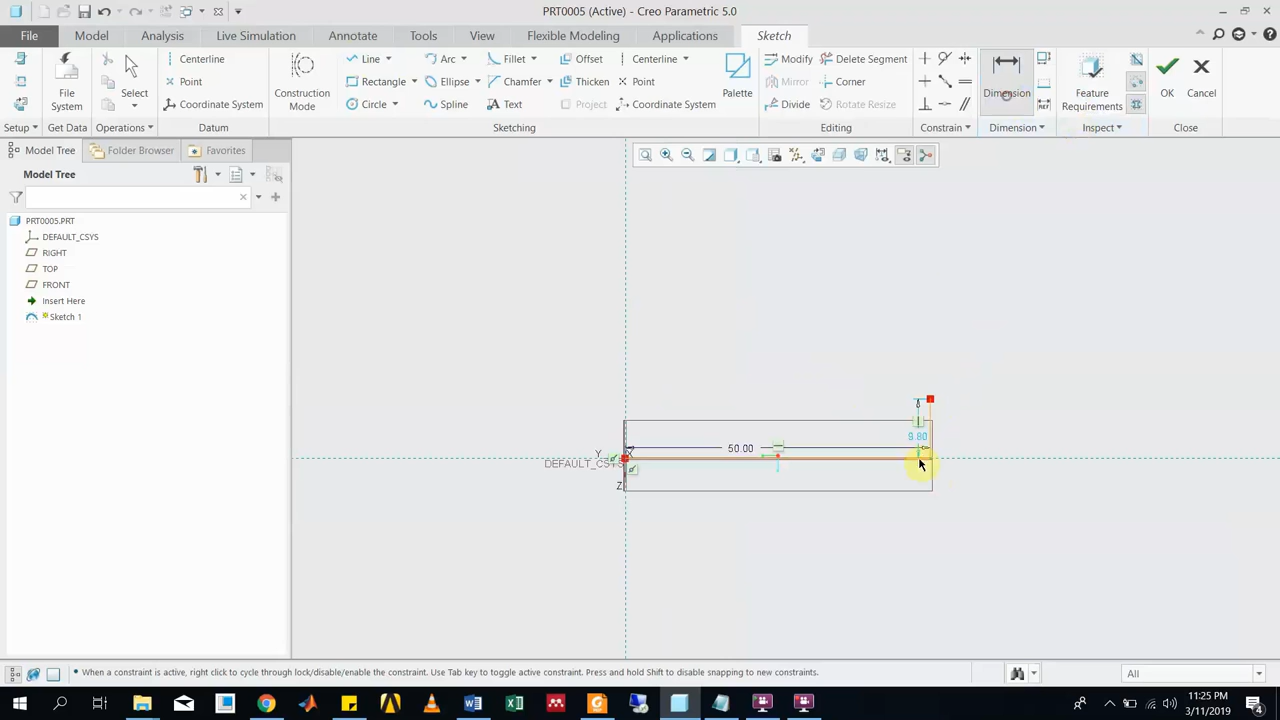 PRT0005 (Active) - Creo Parametric 5.0
File Model Analysis Live Simulation Annotate Tools View Flexible Modeling Applications Sketch
Centerline Line Arc Fillet Offset Centerline Modify Delete Segment
Point Rectangle Ellipse Chamfer Thicken Point Mirror Corner
Coordinate System Circle Spline Text Project Coordinate System Divide Rotate Resize
File System Select Construction Mode Palette Dimension Feature Requirements OK Cancel
Setup Get Data Operations Datum Sketching Editing Constrain Dimension Inspect Close
Model Tree Folder Browser Favorites
Model Tree
PRT0005.PRT
DEFAULT_CSYS
RIGHT
TOP
FRONT
Insert Here
Sketch 1
9.80
50.00
Y X
DEFAULT_CSYS
Z
When a constraint is active, right click to cycle through lock/disable/enable the constraint. Use Tab key to toggle active constraint. Press and hold Shift to disable snapping to new constraints.
All
11:25 PM
3/11/2019
4